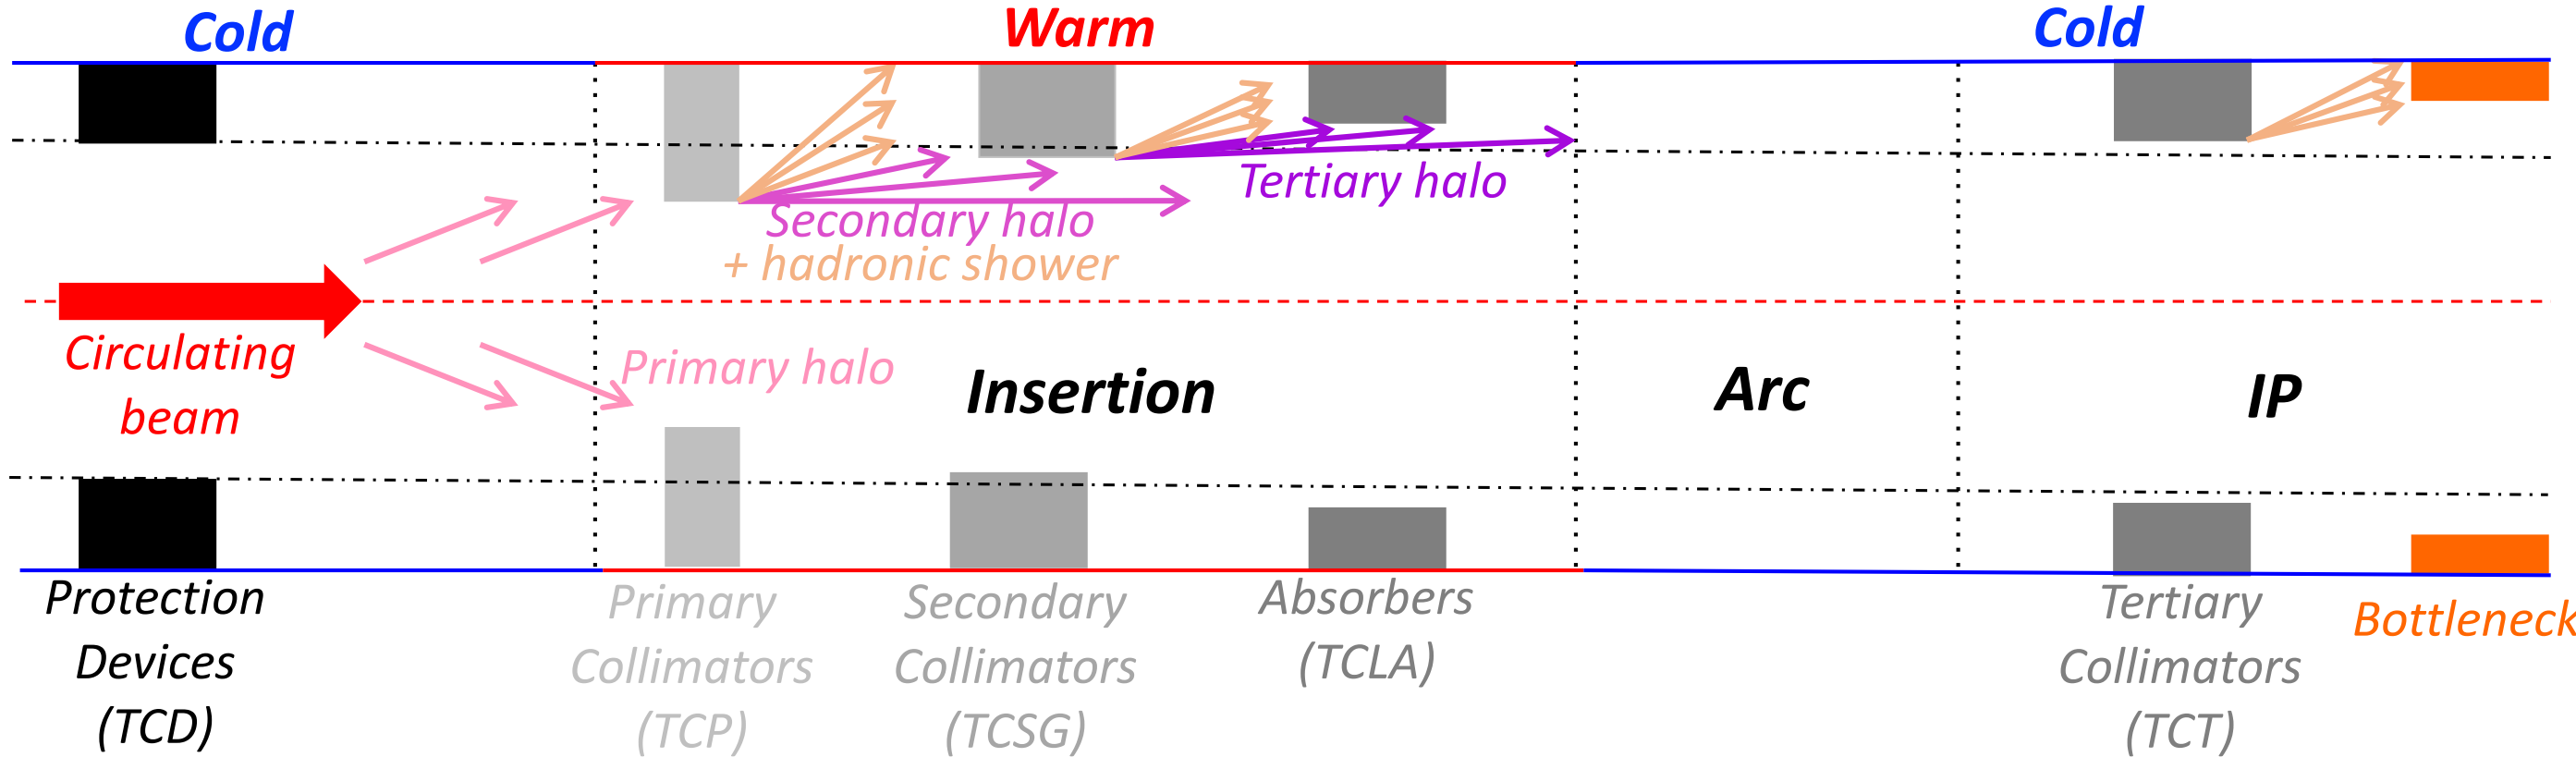 Cold
Warm
Cold
Tertiary halo
Secondary halo
+ hadronic shower
Circulating
beam
Primary halo
Insertion
Arc
IP
Protection
Devices
(TCD)
Primary
Collimators
(TCP)
Secondary
Collimators
(TCSG)
Absorbers
(TCLA)
Tertiary
Collimators
(TCT)
Bottleneck